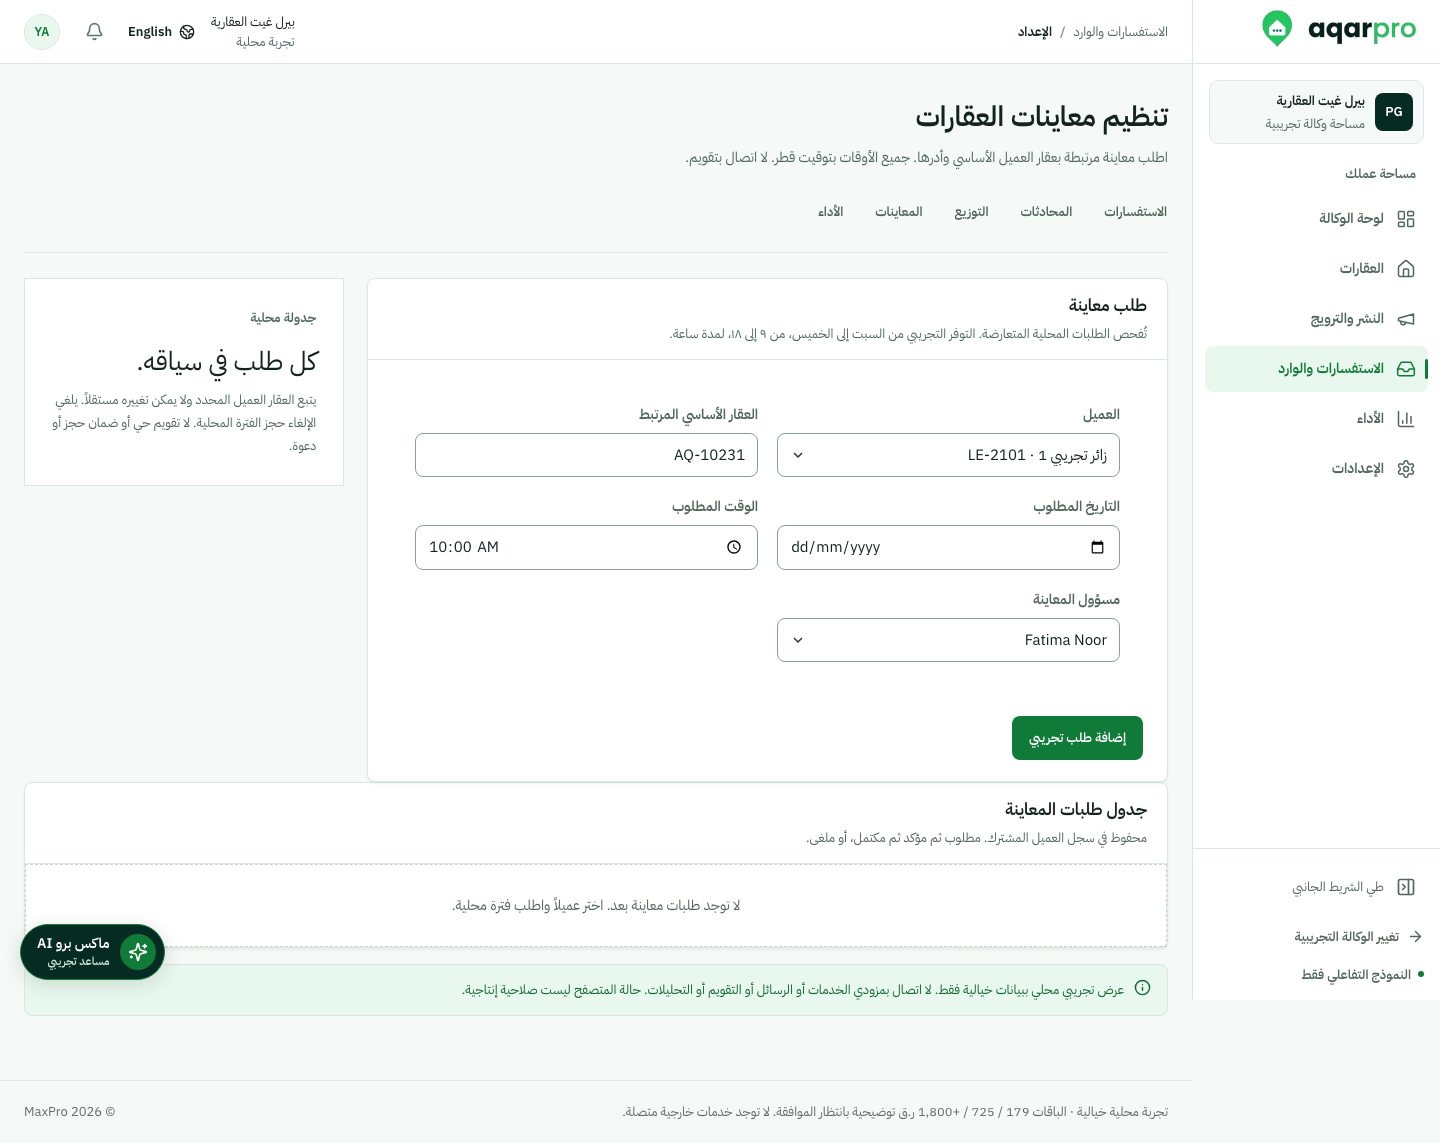 aqarpro
PG
بيرل غيت العقارية
مساحة وكالة تجريبية
مساحة عملك
لوحة الوكالة
العقارات
النشر والترويج
الاستفسارات والوارد
الأداء
الإعدادات
طي الشريط الجانبي
تغيير الوكالة التجريبية
النموذج التفاعلي فقط
الاستفسارات والوارد / الإعداد
بيرل غيت العقارية
تجربة محلية
English
YA
تنظيم معاينات العقارات
اطلب معاينة مرتبطة بعقار العميل الأساسي وأدرها. جميع الأوقات بتوقيت قطر. لا اتصال بتقويم.
الاستفسارات
المحادثات
التوزيع
المعاينات
الأداء
طلب معاينة
تُفحص الطلبات المحلية المتعارضة. التوفر التجريبي من السبت إلى الخميس، من ٩ إلى ١٨، لمدة ساعة.
العميل
زائر تجريبي 1 · LE-2101
العقار الأساسي المرتبط
AQ-10231
التاريخ المطلوب
dd/mm/yyyy
الوقت المطلوب
10:00 AM
مسؤول المعاينة
Fatima Noor
إضافة طلب تجريبي
جدولة محلية
كل طلب في سياقه.
يتبع العقار العميل المحدد ولا يمكن تغييره مستقلاً. يلغي
الإلغاء حجز الفترة المحلية. لا تقويم حي أو ضمان حجز أو
دعوة.
جدول طلبات المعاينة
محفوظ في سجل العميل المشترك. مطلوب ثم مؤكد ثم مكتمل، أو ملغى.
لا توجد طلبات معاينة بعد. اختر عميلاً واطلب فترة محلية.
ماكس برو AI
مساعد تجريبي
عرض تجريبي محلي ببيانات خيالية فقط. لا اتصال بمزودي الخدمات أو الرسائل أو التقويم أو التحليلات. حالة المتصفح ليست صلاحية إنتاجية.
تجربة محلية خيالية · الباقات 179 / 725 / +1,800 ر.ق توضيحية بانتظار الموافقة. لا توجد خدمات خارجية متصلة.
© 2026 MaxPro